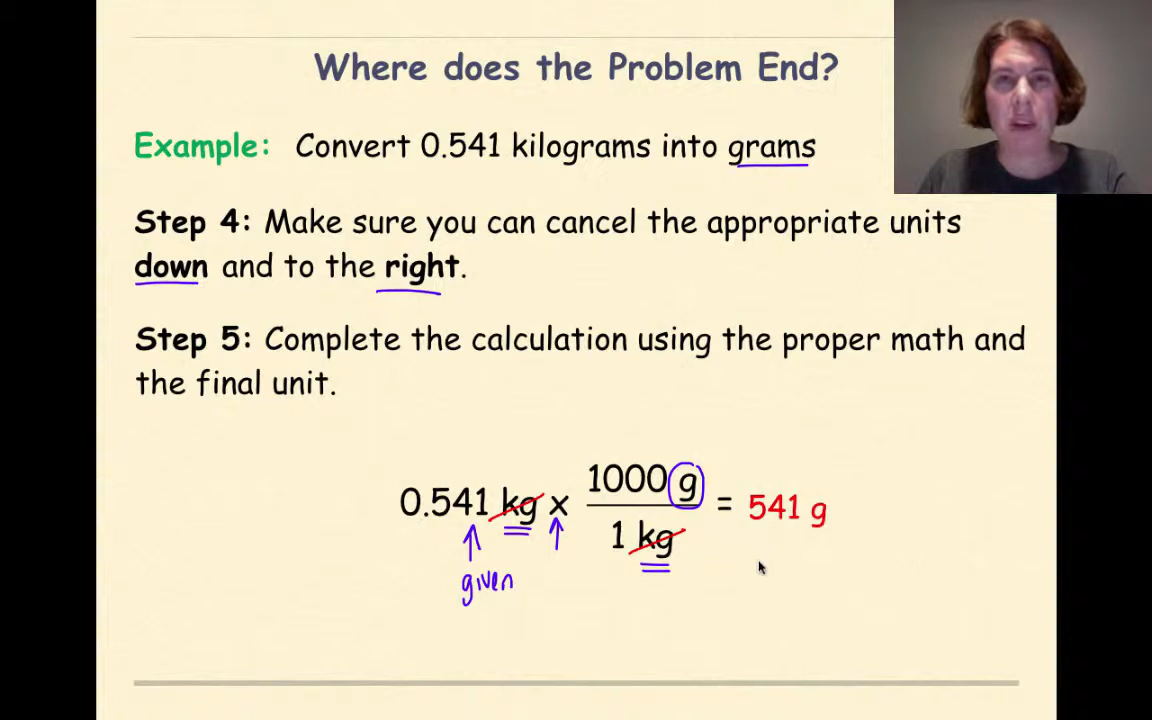 Where does the Problem End?
Example: Convert 0.541 kilograms into grams
Step 4: Make sure you can cancel the appropriate units
down and to the right.
Step 5: Complete the calculation using the proper math and
the final unit.
0.541 kg x 1000 g / 1 kg = 541 g
given